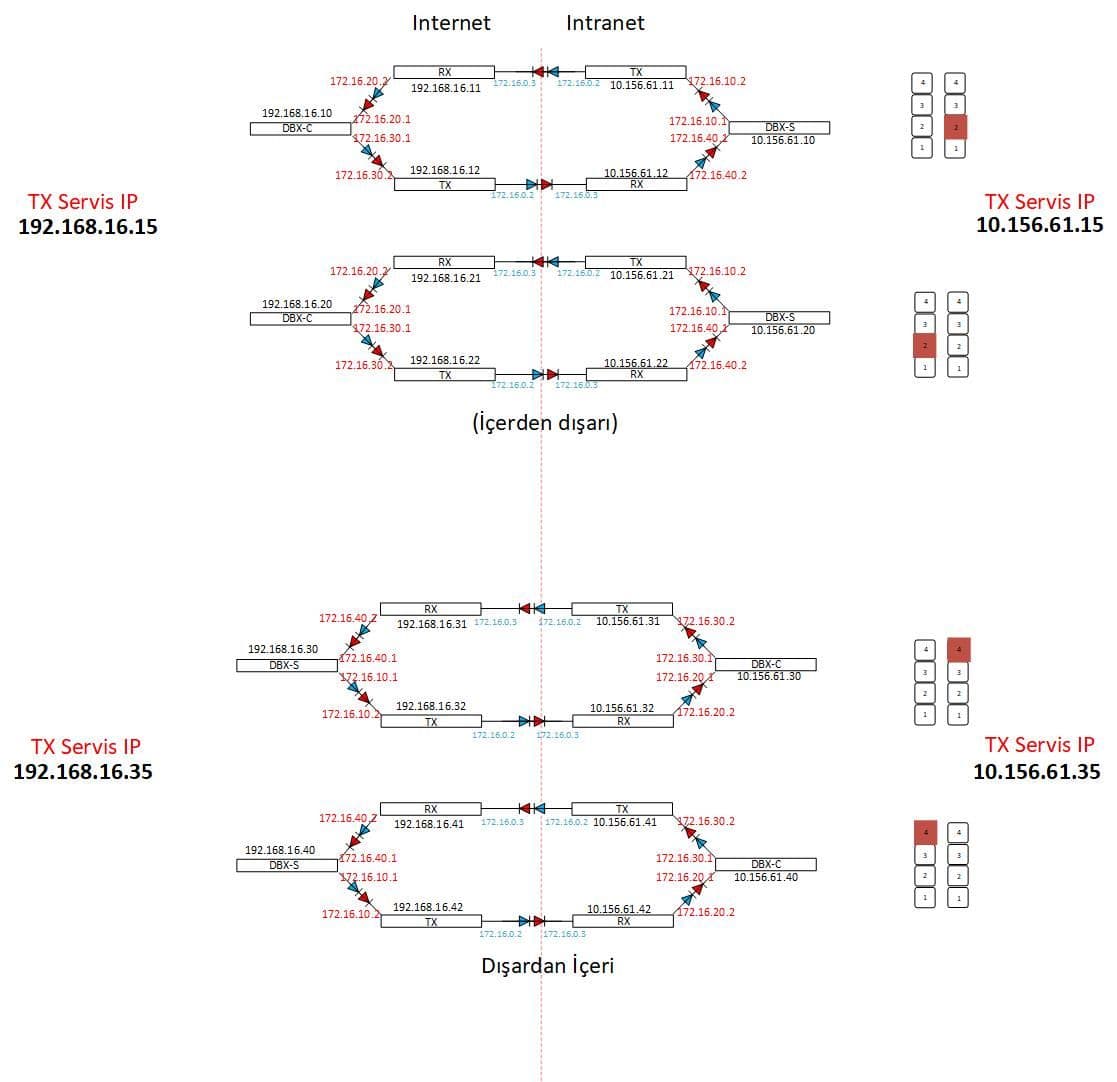 Internet
Intranet
RX
TX
192.168.16.11
172.16.0.3
172.16.0.2
10.156.61.11
172.16.20.2
172.16.10.2
192.168.16.10
DBX-C
172.16.20.1
172.16.30.1
172.16.10.1
172.16.40.1
DBX-S
10.156.61.10
172.16.30.2
192.168.16.12
TX
10.156.61.12
RX
172.16.40.2
172.16.0.2
172.16.0.3
4 4
3 3
2 2
1 1
TX Servis IP
192.168.16.15
TX Servis IP
10.156.61.15
RX
TX
192.168.16.21
172.16.0.3
172.16.0.2
10.156.61.21
172.16.20.2
172.16.10.2
192.168.16.20
DBX-C
172.16.20.1
172.16.30.1
172.16.10.1
172.16.40.1
DBX-S
10.156.61.20
172.16.30.2
192.168.16.22
TX
10.156.61.22
RX
172.16.40.2
172.16.0.2
172.16.0.3
4 4
3 3
2 2
1 1
(İçerden dışarı)
RX
TX
192.168.16.31
172.16.0.3
172.16.0.2
10.156.61.31
172.16.40.2
172.16.30.2
192.168.16.30
DBX-S
172.16.40.1
172.16.10.1
172.16.30.1
172.16.20.1
DBX-C
10.156.61.30
172.16.10.2
192.168.16.32
TX
10.156.61.32
RX
172.16.20.2
172.16.0.2
172.16.0.3
4 4
3 3
2 2
1 1
TX Servis IP
192.168.16.35
TX Servis IP
10.156.61.35
RX
TX
192.168.16.41
172.16.0.3
172.16.0.2
10.156.61.41
172.16.40.2
172.16.30.2
192.168.16.40
DBX-S
172.16.40.1
172.16.10.1
172.16.30.1
172.16.20.1
DBX-C
10.156.61.40
172.16.10.2
192.168.16.42
TX
10.156.61.42
RX
172.16.20.2
172.16.0.2
172.16.0.3
4 4
3 3
2 2
1 1
Dışardan İçeri